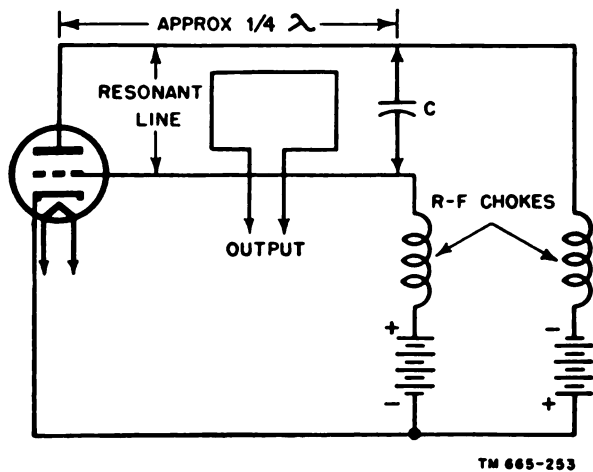 APPROX 1/4 λ
RESONANT
LINE
C
R-F CHOKES
OUTPUT
+
-
-
+
TM 665-253